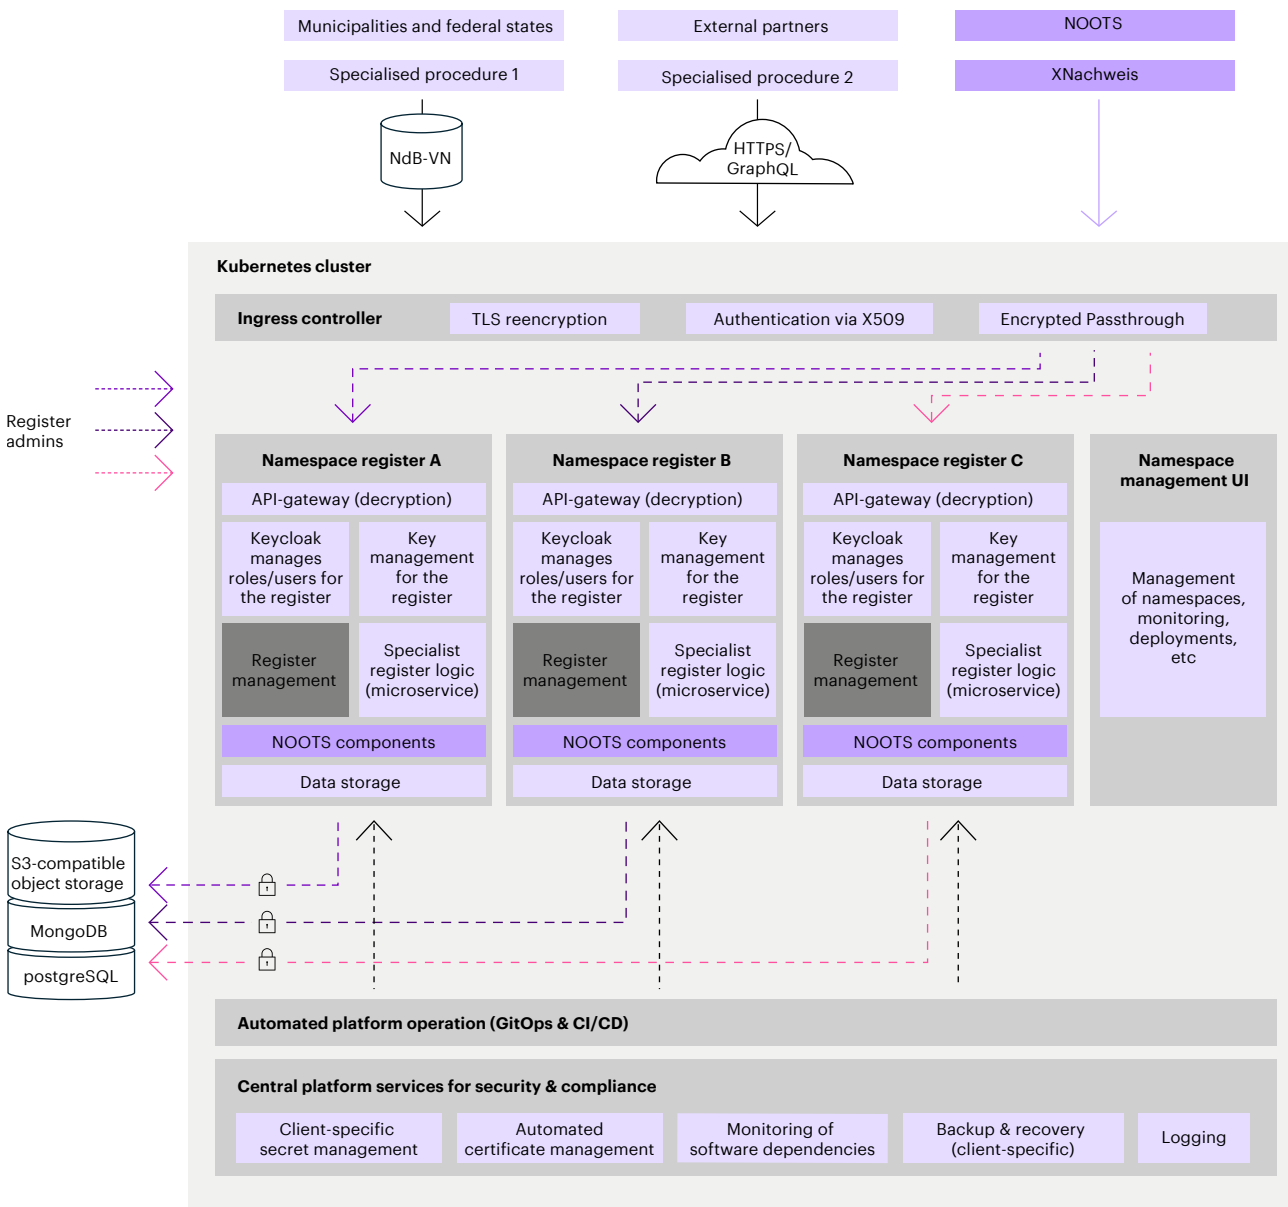 Municipalities and federal states
Specialised procedure 1
NdB-VN
External partners
Specialised procedure 2
HTTPS/
GraphQL
NOOTS
XNachweis
Kubernetes cluster
Ingress controller
TLS reencryption
Authentication via X509
Encrypted Passthrough
Register
admins
Namespace register A
API-gateway (decryption)
Keycloak
manages
roles/users for
the register
Key
management
for the
register
Register
management
Specialist
register logic
(microservice)
NOOTS components
Data storage
Namespace register B
API-gateway (decryption)
Keycloak
manages
roles/users for
the register
Key
management
for the
register
Register
management
Specialist
register logic
(microservice)
NOOTS components
Data storage
Namespace register C
API-gateway (decryption)
Keycloak
manages
roles/users for
the register
Key
management
for the
register
Register
management
Specialist
register logic
(microservice)
NOOTS components
Data storage
Namespace
management UI
Management
of namespaces,
monitoring,
deployments,
etc
S3-compatible
object storage
MongoDB
postgreSQL
Automated platform operation (GitOps & CI/CD)
Central platform services for security & compliance
Client-specific
secret management
Automated
certificate management
Monitoring of
software dependencies
Backup & recovery
(client-specific)
Logging